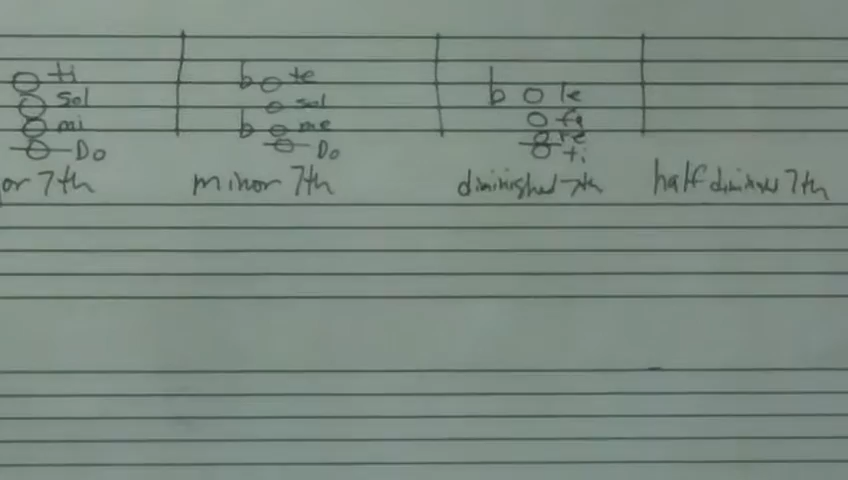 ti
sol
mi
Do
b te
sol
b me
Do
b le
fa
re
ti
or 7th minor 7th diminished 7th half diminished 7th